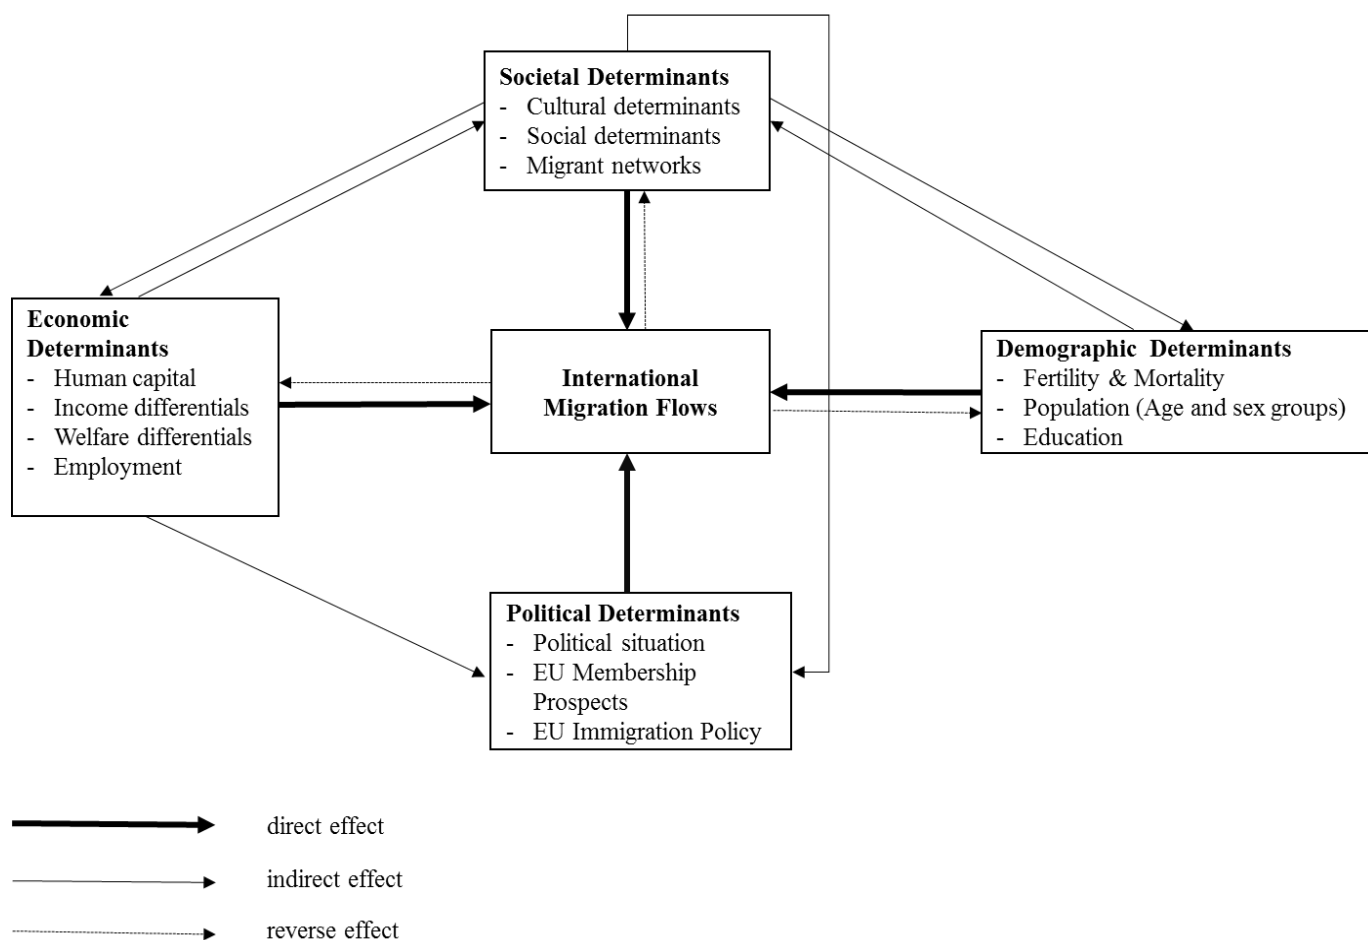 Societal Determinants
- Cultural determinants
- Social determinants
- Migrant networks
Economic
Determinants
- Human capital
- Income differentials
- Welfare differentials
- Employment
International
Migration Flows
Demographic Determinants
- Fertility & Mortality
- Population (Age and sex groups)
- Education
Political Determinants
- Political situation
- EU Membership
Prospects
- EU Immigration Policy
direct effect
indirect effect
reverse effect